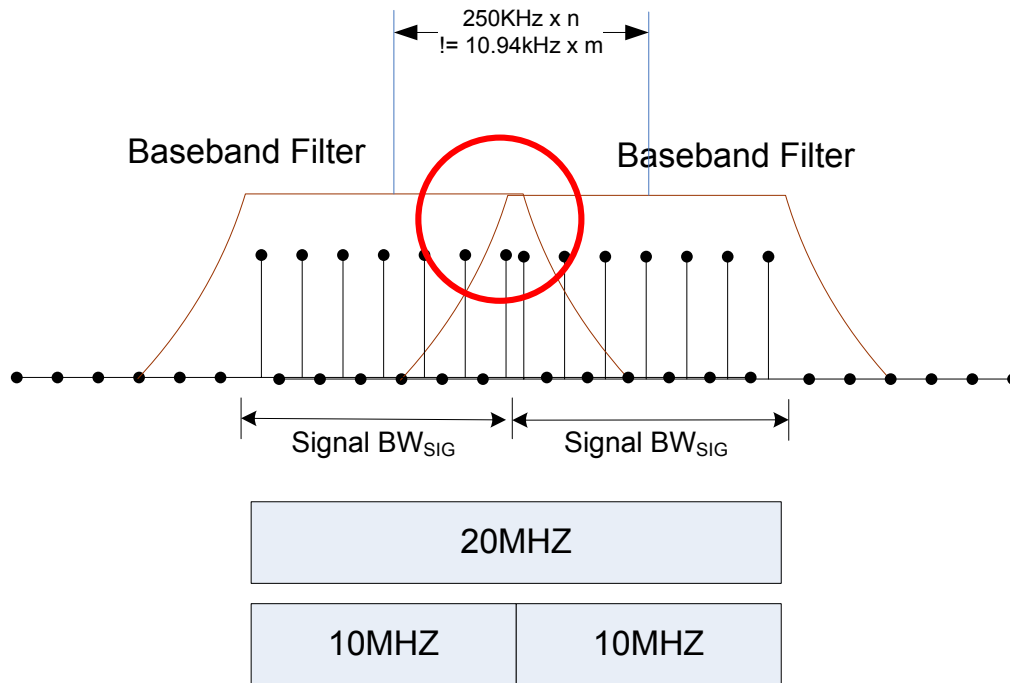 250KHz x n
!= 10.94kHz x m
Baseband Filter
Baseband Filter
Signal BWSIG
Signal BWSIG
20MHZ
10MHZ
10MHZ